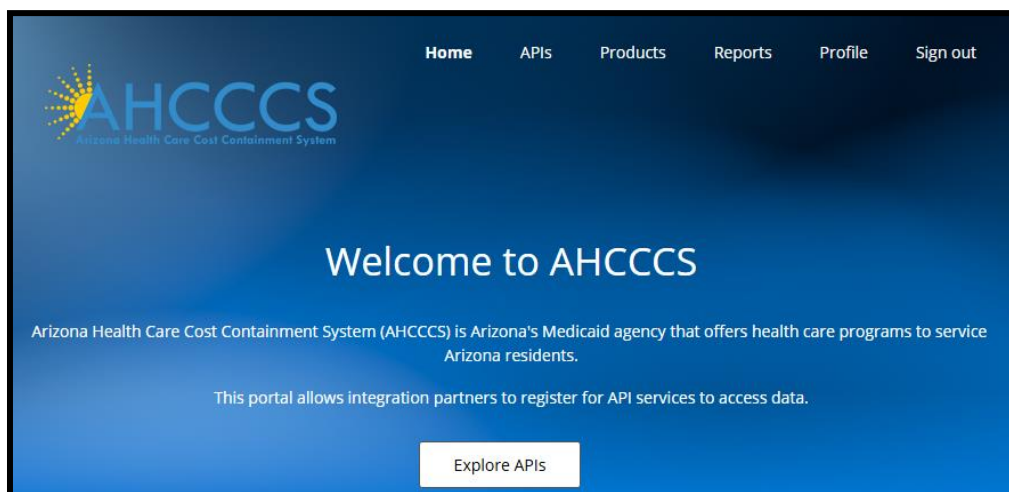 Home APIs Products Reports Profile Sign out
AHCCCS
Arizona Health Care Cost Containment System
Welcome to AHCCCS
Arizona Health Care Cost Containment System (AHCCCS) is Arizona's Medicaid agency that offers health care programs to service
Arizona residents.
This portal allows integration partners to register for API services to access data.
Explore APIs